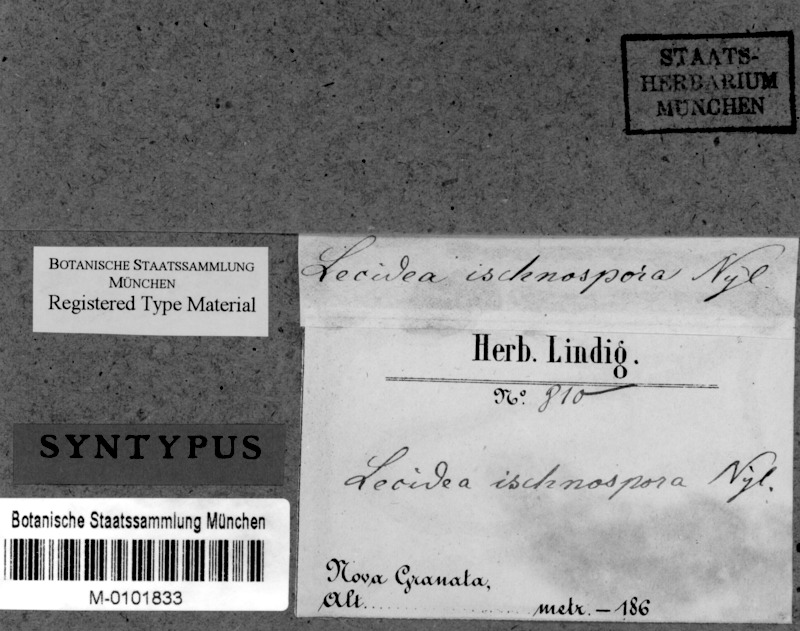 STAATS-
HERBARIUM
MÜNCHEN
BOTANISCHE STAATSSAMMLUNG
MÜNCHEN
Registered Type Material
Lecidea ischnospora Nyl.
Herb. Lindig.
No. 810
SYNTYPUS
Lecidea ischnospora Nyl.
Botanische Staatssammlung München
M-0101833
Nova Granata,
Alt. metr. – 186